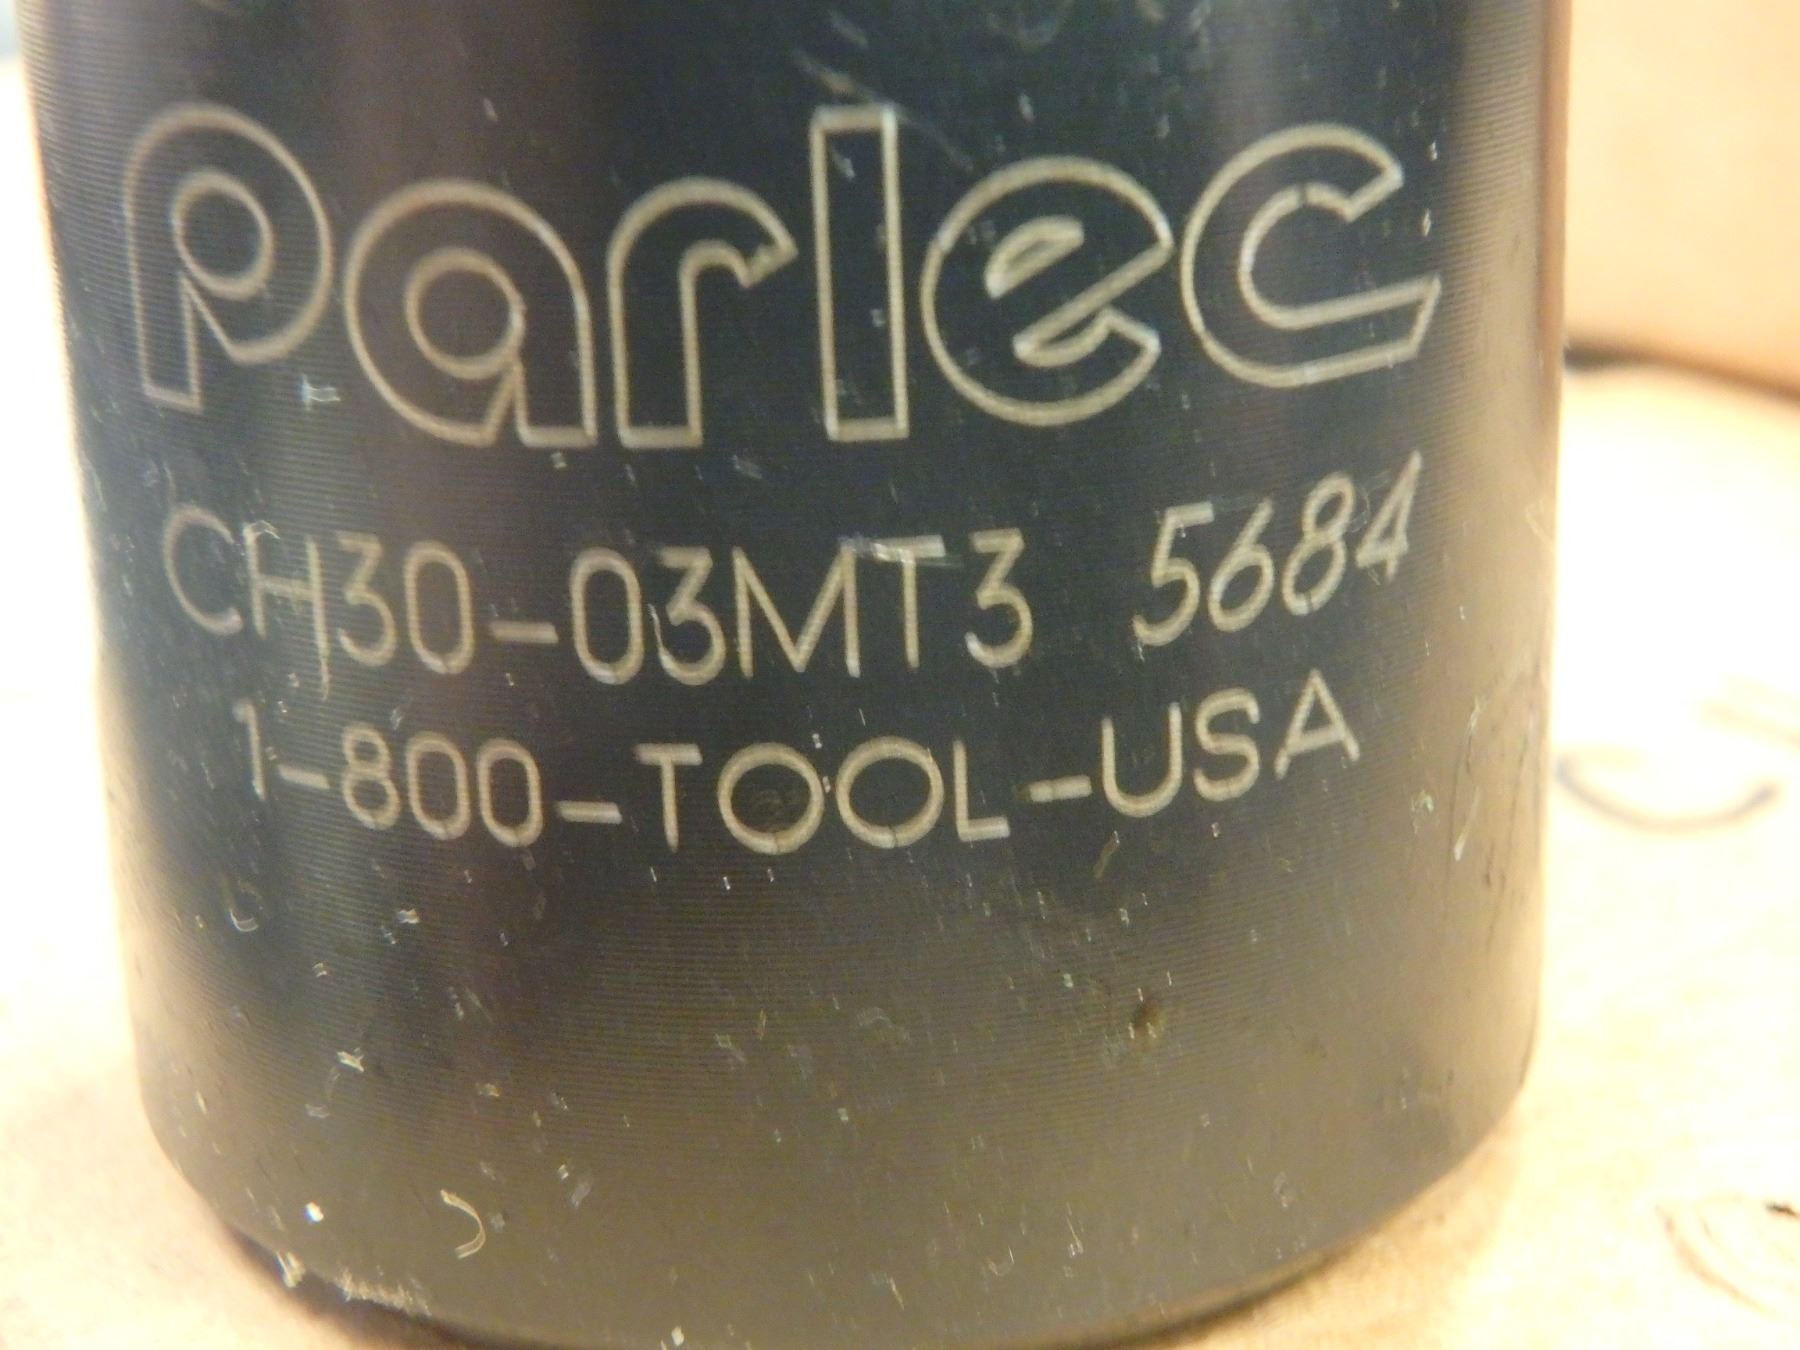 Parlec
CH30-03MT3 5684
1-800-TOOL-USA